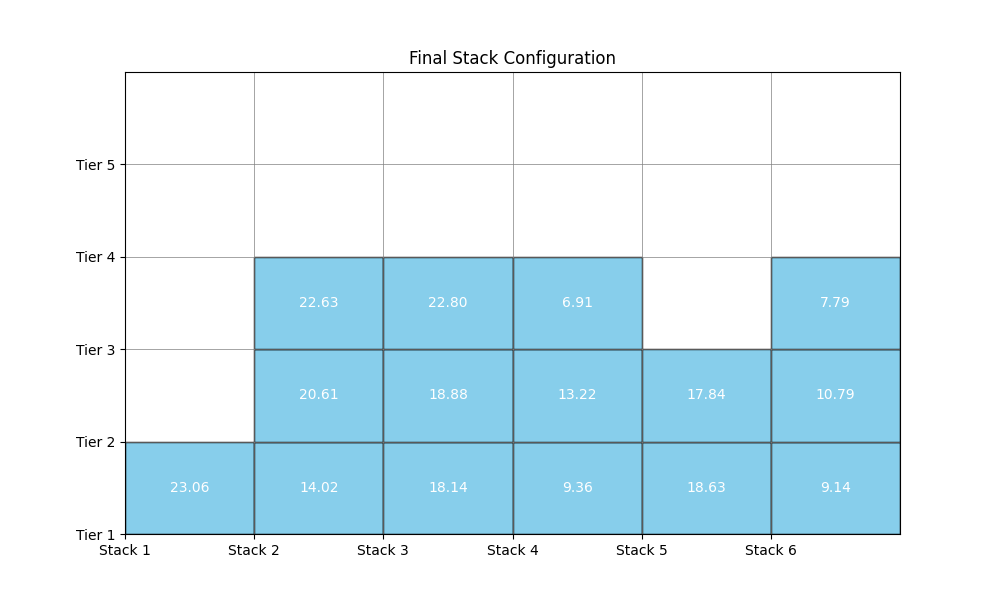 Final Stack Configuration
Tier 5
Tier 4
22.63 22.80 6.91 7.79
Tier 3
20.61 18.88 13.22 17.84 10.79
Tier 2
23.06 14.02 18.14 9.36 18.63 9.14
Tier 1
Stack 1 Stack 2 Stack 3 Stack 4 Stack 5 Stack 6